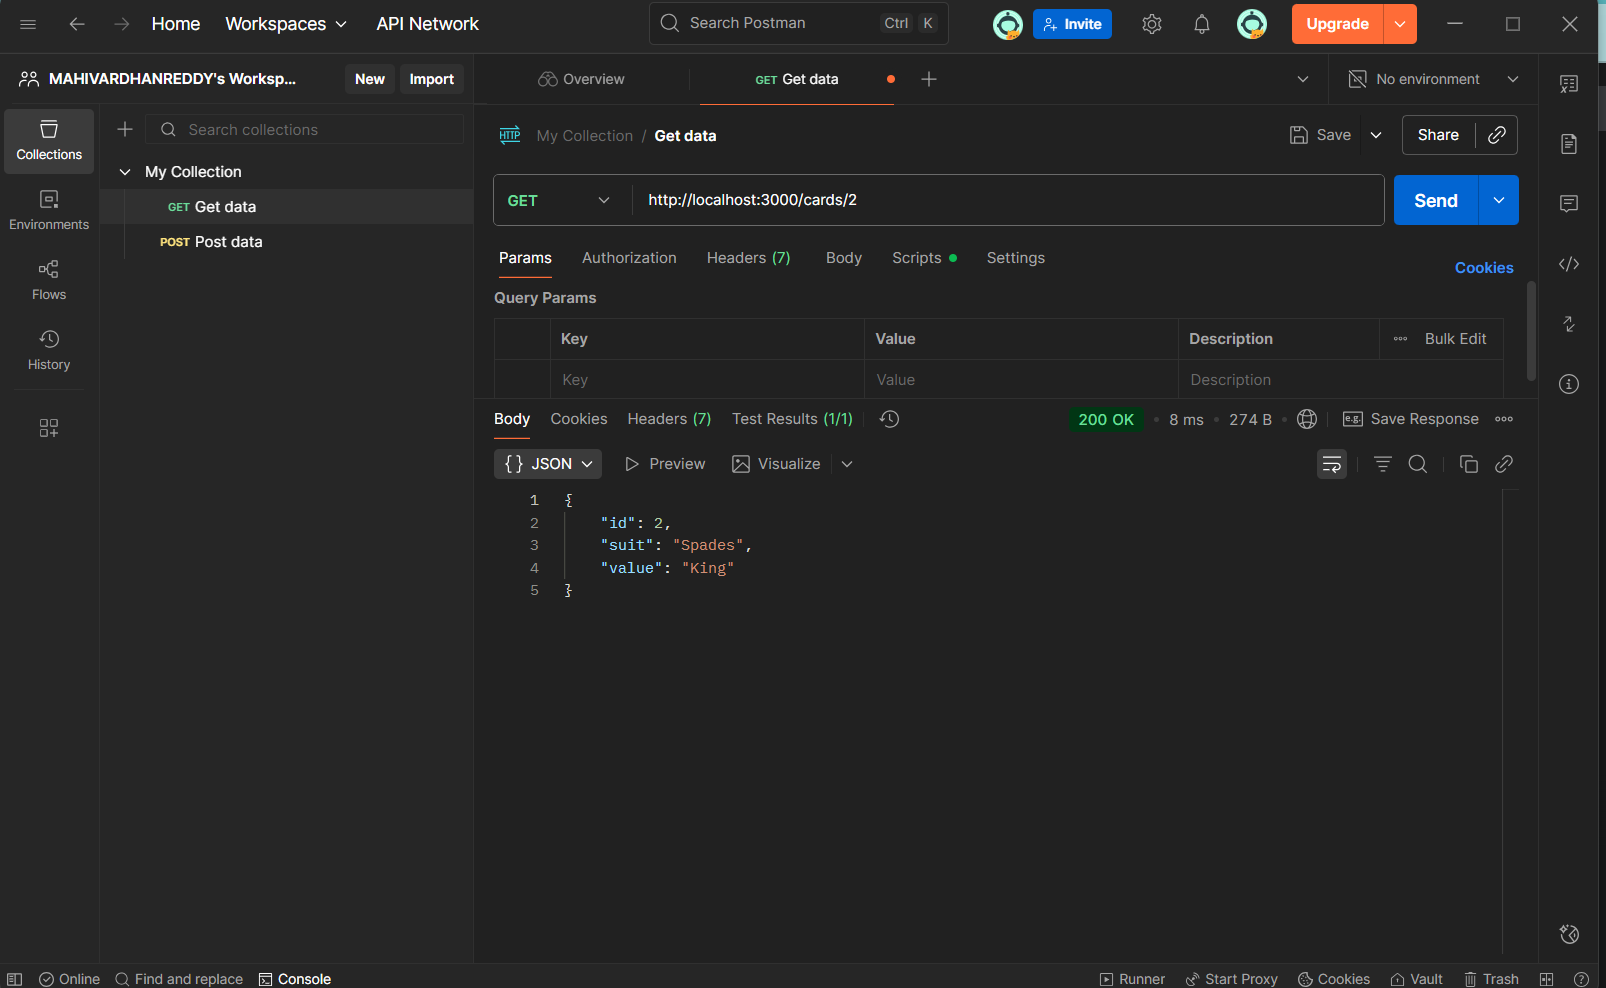 Home Workspaces API Network Search Postman Ctrl K Invite Upgrade
MAHIVARDHANREDDY's Worksp... New Import Overview GET Get data No environment
Search collections
Collections
My Collection
GET Get data
POST Post data
Environments
Flows
History
HTTP My Collection / Get data Save Share
GET http://localhost:3000/cards/2 Send
Params Authorization Headers (7) Body Scripts Settings Cookies
Query Params
Key Value Description Bulk Edit
Key Value Description
Body Cookies Headers (7) Test Results (1/1) 200 OK • 8 ms • 274 B • e.g. Save Response
{} JSON Preview Visualize
1 {
2 "id": 2,
3 "suit": "Spades",
4 "value": "King"
5 }
Online Find and replace Console Runner Start Proxy Cookies Vault Trash